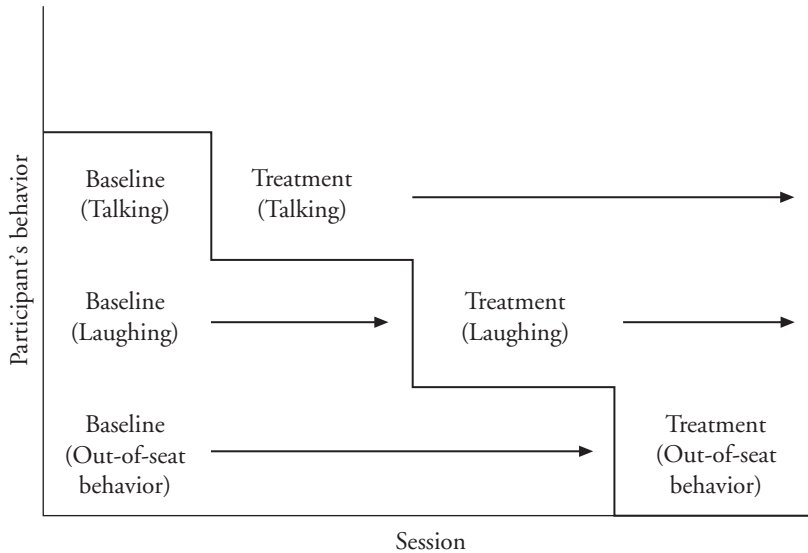 Participant's behavior
Baseline
(Talking)
Treatment
(Talking)
Baseline
(Laughing)
Treatment
(Laughing)
Baseline
(Out-of-seat
behavior)
Treatment
(Out-of-seat
behavior)
Session